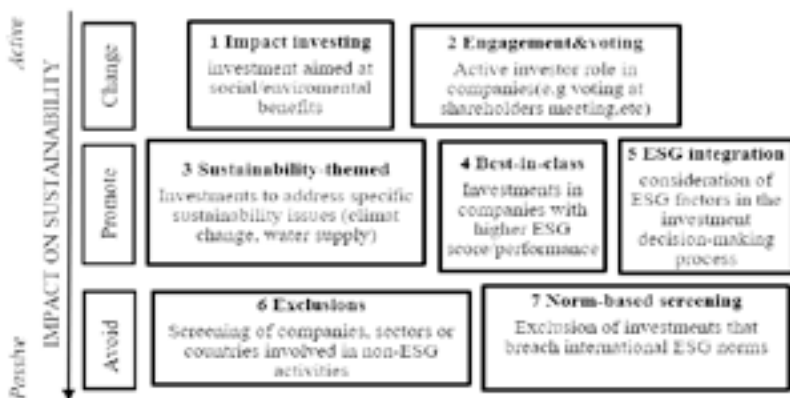 Active
IMPACT ON SUSTAINABILITY
Passive
Change
1 Impact investing
investment aimed at
social/enviromental
benefits
2 Engagement&voting
Active investor role in
companies(e.g voting at
shareholders meeting,etc)
Promote
3 Sustainability-themed
Investments to address specific
sustainability issues (climat
change, water supply)
4 Best-in-class
Investments in
companies with
higher ESG
score/performance
5 ESG integration
consideration of
ESG factors in the
investment
decision-making
process
Avoid
6 Exclusions
Screening of companies, sectors or
countries involved in non-ESG
activities
7 Norm-based screening
Exclusion of investments that
breach international ESG norms